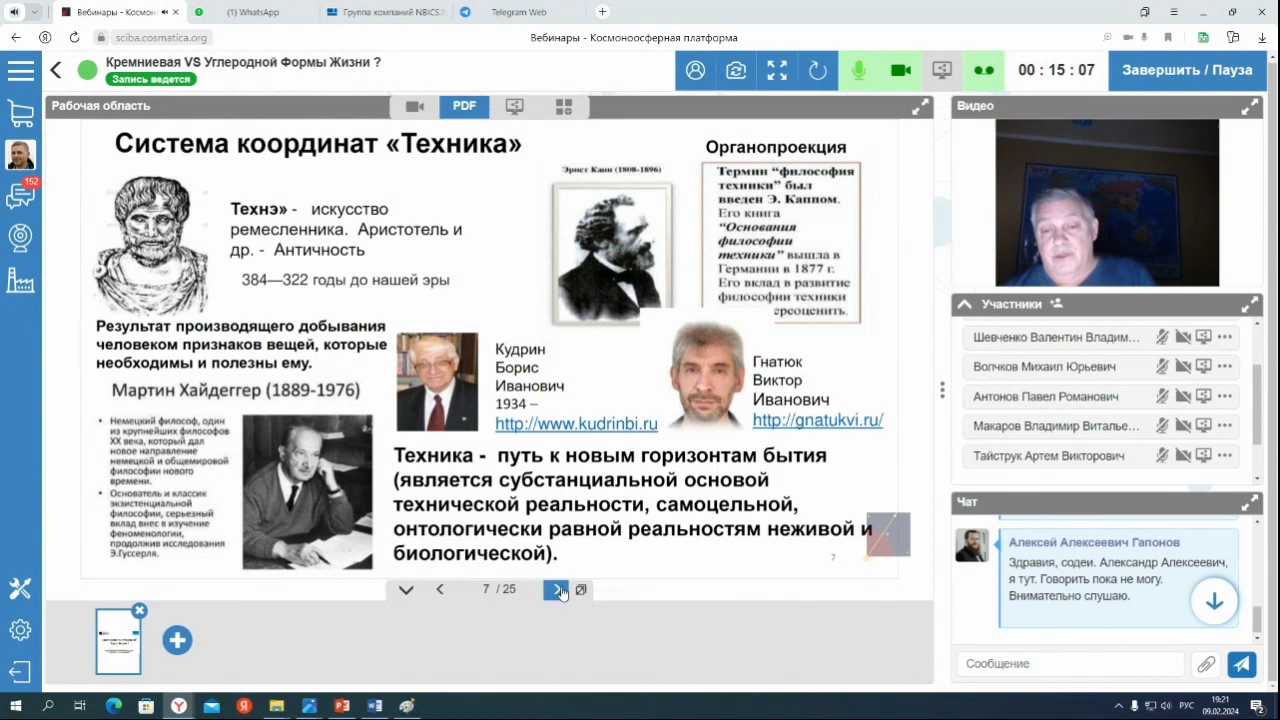 Вебинары - Космоно
(1) WhatsApp
Группа компаний NBICS.N
Telegram Web
sciba.cosmatica.org
Вебинары - Космоноосферная платформа
Кремниевая VS Углеродной Формы Жизни ?
Запись ведется
00 : 15 : 07
Завершить / Пауза
Рабочая область
PDF
Видео
152
Система координат «Техника»
Технэ» - искусство
ремесленника. Аристотель и
др. - Античность
384—322 годы до нашей эры
Эрнст Капп (1808-1896)
Органопроекция
Термин “философия
техники” был
введен Э. Каппом.
Его книга
“Основания
философии
техники” вышла в
Германии в 1877 г.
Его вклад в развитие
философии техники
ереоценить.
Результат производящего добывания
человеком признаков вещей, которые
необходимы и полезны ему.
Мартин Хайдеггер (1889-1976)
• Немецкий философ, один
из крупнейших философов
XX века, который дал
новое направление
немецкой и общемировой
философии нового
времени.
• Основатель и классик
экзистенциальной
философии, серьезный
вклад внес в изучение
феноменологии,
продолжив исследования
Э.Гуссерля.
Кудрин
Борис
Иванович
1934 –
http://www.kudrinbi.ru
Гнатюк
Виктор
Иванович
http://gnatukvi.ru/
Техника - путь к новым горизонтам бытия
(является субстанциальной основой
технической реальности, самоцельной,
онтологически равной реальностям неживой и
биологической).
7
7 / 25
Участники
Шевченко Валентин Владим...
Волчков Михаил Юрьевич
Антонов Павел Романович
Макаров Владимир Виталье...
Тайструк Артем Викторович
Чат
Алексей Алексеевич Гапонов
Здравия, содеи. Александр Алексеевич,
я тут. Говорить пока не могу.
Внимательно слушаю.
Сообщение
РУС
19:21
09.02.2024
2